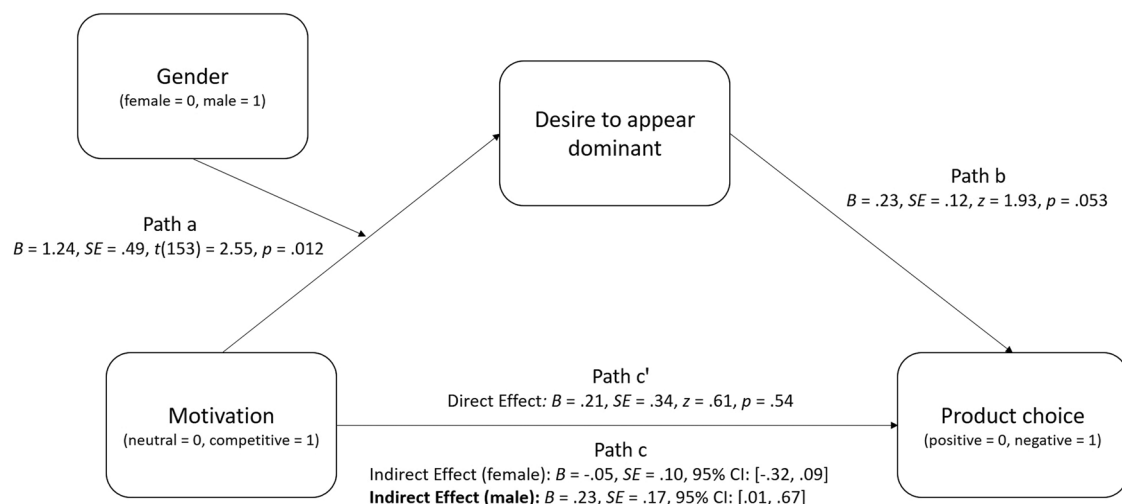 Gender
(female = 0, male = 1)
Desire to appear
dominant
Path a
B = 1.24, SE = .49, t(153) = 2.55, p = .012
Path b
B = .23, SE = .12, z = 1.93, p = .053
Motivation
(neutral = 0, competitive = 1)
Path c'
Direct Effect: B = .21, SE = .34, z = .61, p = .54
Path c
Indirect Effect (female): B = -.05, SE = .10, 95% CI: [-.32, .09]
Indirect Effect (male): B = .23, SE = .17, 95% CI: [.01, .67]
Product choice
(positive = 0, negative = 1)